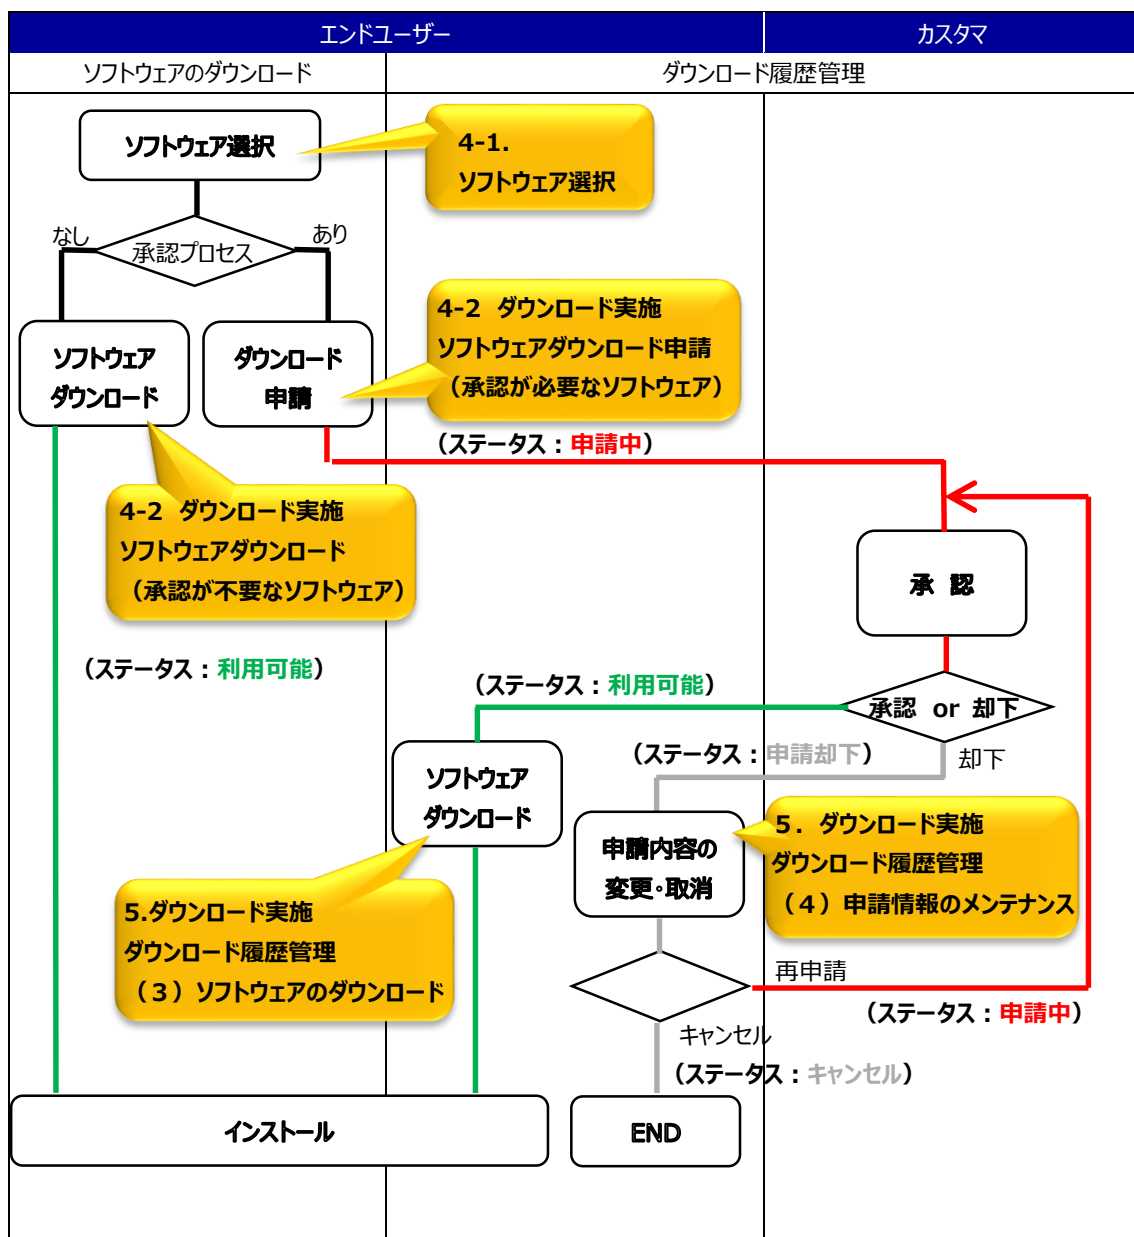 エンドユーザー
カスタマ
ソフトウェアのダウンロード
ダウンロード履歴管理
ソフトウェア選択
4-1.
ソフトウェア選択
なし
承認プロセス
あり
ソフトウェア
ダウンロード
ダウンロード
申請
4-2 ダウンロード実施
ソフトウェアダウンロード申請
（承認が必要なソフトウェア）
（ステータス：申請中）
4-2 ダウンロード実施
ソフトウェアダウンロード
（承認が不要なソフトウェア）
承 認
（ステータス：利用可能）
（ステータス：利用可能）
承認 or 却下
（ステータス：申請却下）
却下
ソフトウェア
ダウンロード
申請内容の
変更・取消
5. ダウンロード実施
ダウンロード履歴管理
（4）申請情報のメンテナンス
5.ダウンロード実施
ダウンロード履歴管理
（3）ソフトウェアのダウンロード
再申請
（ステータス：申請中）
キャンセル
（ステータス：キャンセル）
インストール
END